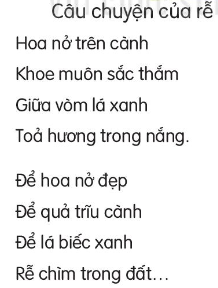 Câu chuyện của rễ
Hoa nở trên cành
Khoe muôn sắc thắm
Giữa vòm lá xanh
Toả hương trong nắng.
Để hoa nở đẹp
Để quả trĩu cành
Để lá biếc xanh
Rễ chìm trong đất...